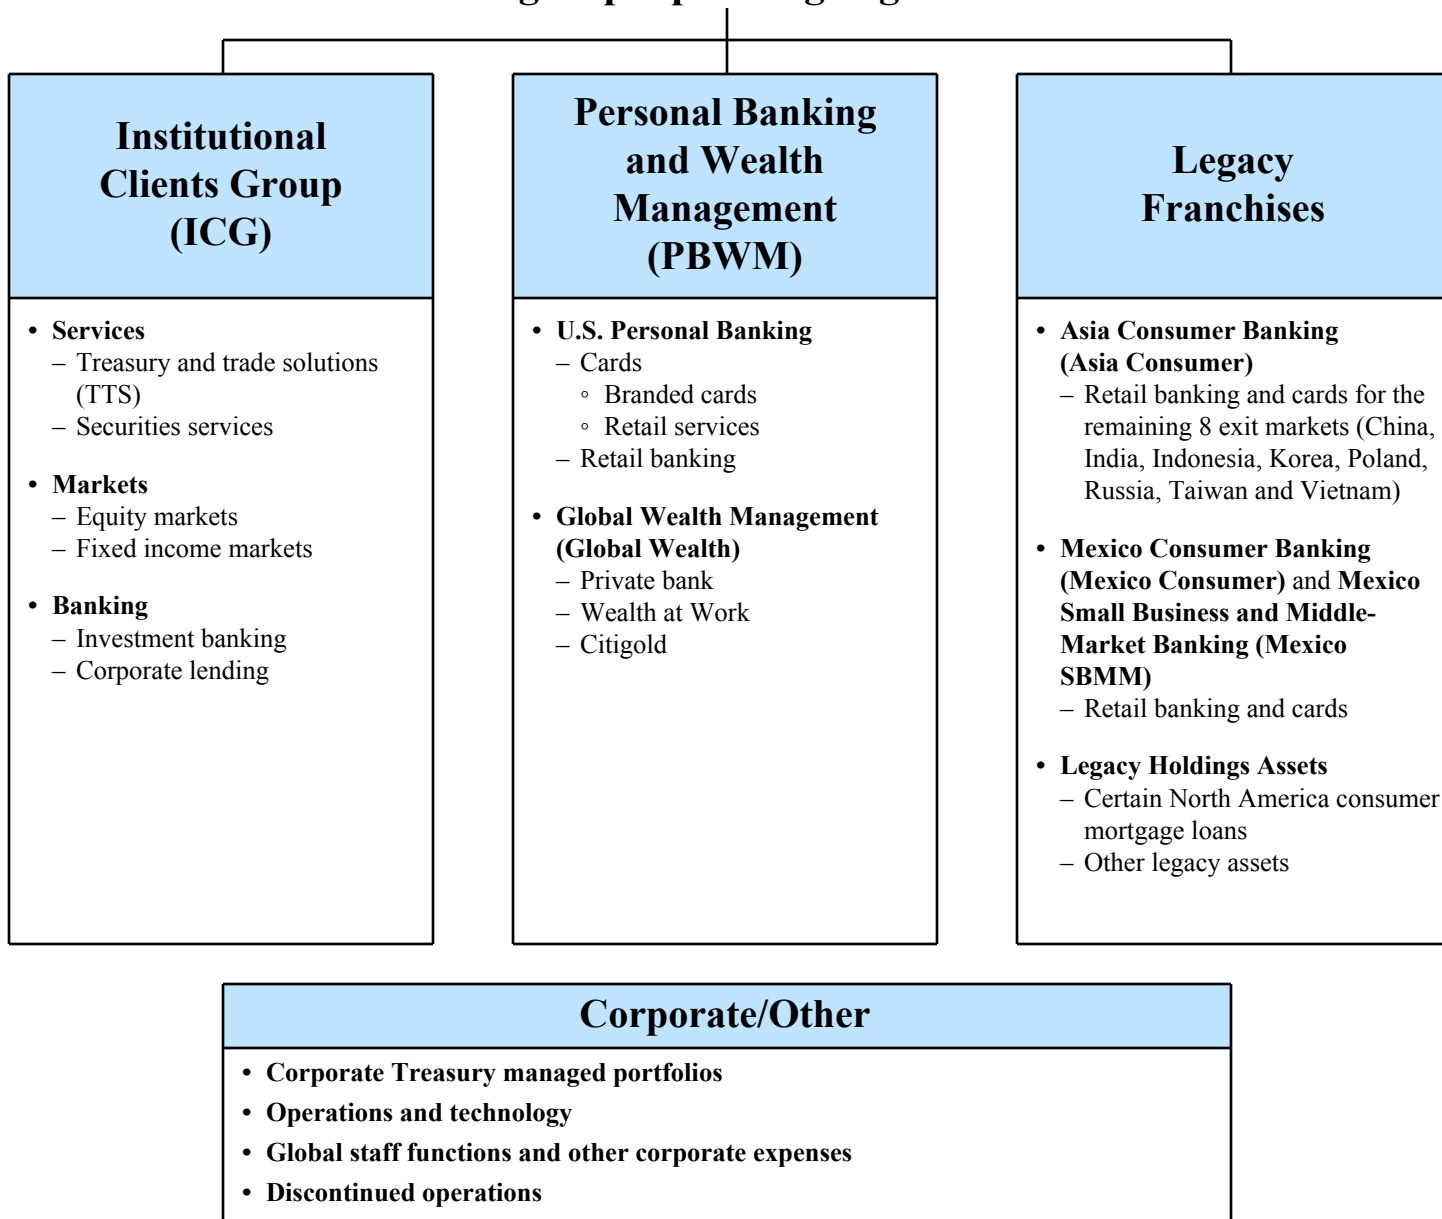 Institutional
Clients Group
(ICG)
Personal Banking
and Wealth
Management
(PBWM)
Legacy
Franchises
• Services
– Treasury and trade solutions
(TTS)
– Securities services
• Markets
– Equity markets
– Fixed income markets
• Banking
– Investment banking
– Corporate lending
• U.S. Personal Banking
– Cards
◦ Branded cards
◦ Retail services
– Retail banking
• Global Wealth Management
(Global Wealth)
– Private bank
– Wealth at Work
– Citigold
• Asia Consumer Banking
(Asia Consumer)
– Retail banking and cards for the
remaining 8 exit markets (China,
India, Indonesia, Korea, Poland,
Russia, Taiwan and Vietnam)
• Mexico Consumer Banking
(Mexico Consumer) and Mexico
Small Business and Middle-
Market Banking (Mexico
SBMM)
– Retail banking and cards
• Legacy Holdings Assets
– Certain North America consumer
mortgage loans
– Other legacy assets
Corporate/Other
• Corporate Treasury managed portfolios
• Operations and technology
• Global staff functions and other corporate expenses
• Discontinued operations